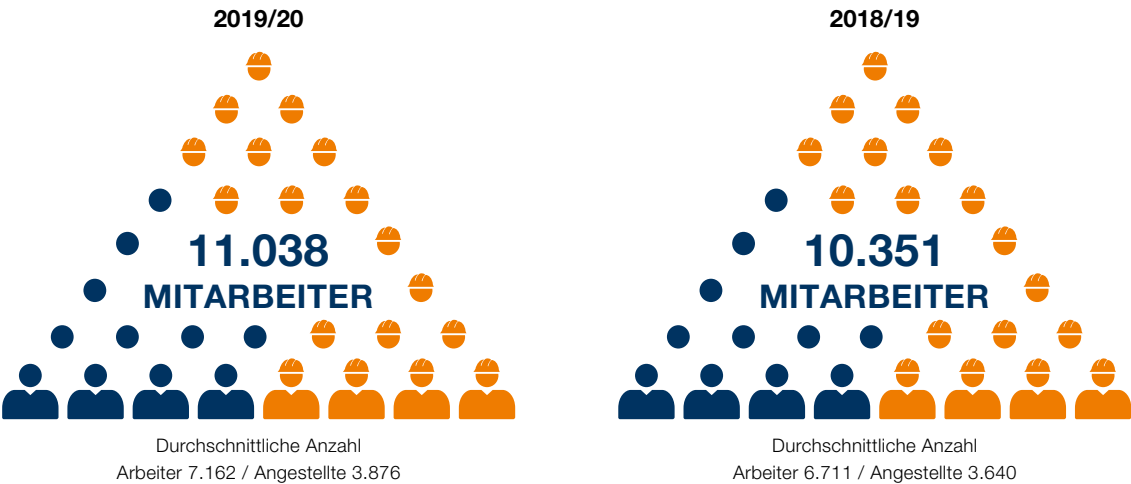 2019/20
11.038
MITARBEITER
Durchschnittliche Anzahl
Arbeiter 7.162 / Angestellte 3.876
2018/19
10.351
MITARBEITER
Durchschnittliche Anzahl
Arbeiter 6.711 / Angestellte 3.640